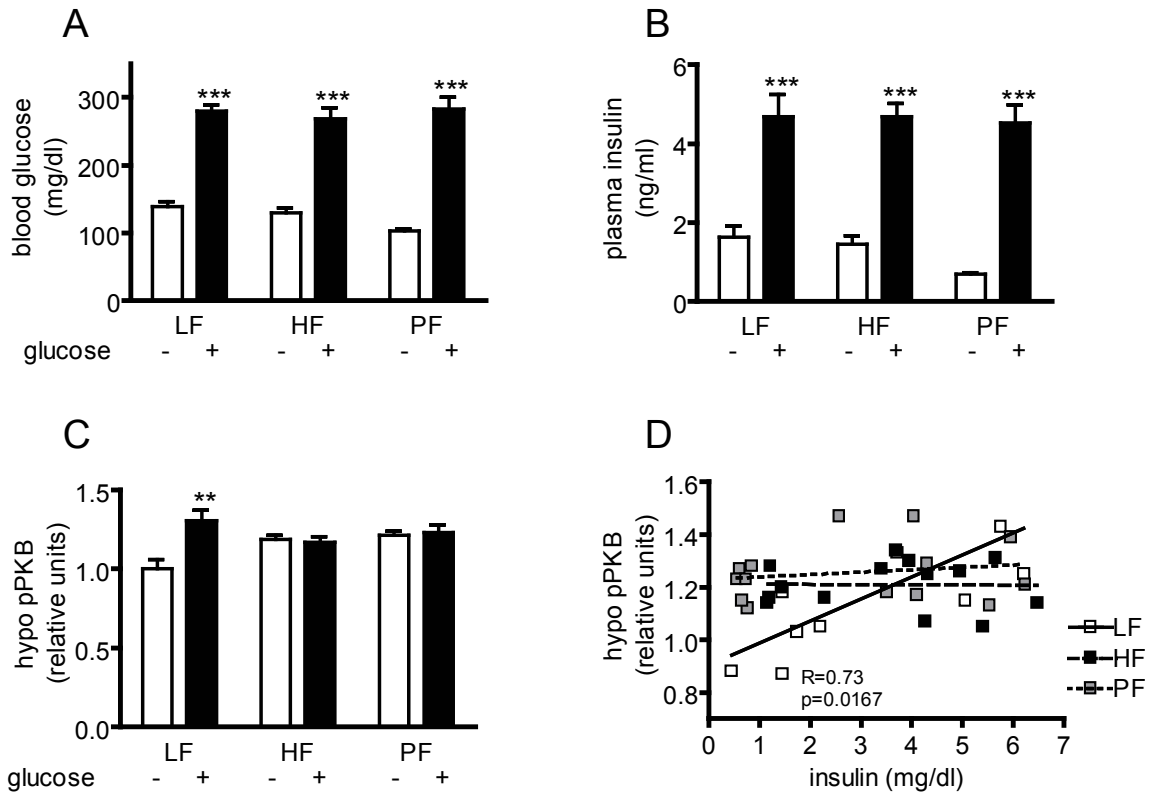 A
blood glucose
(mg/dl)
300
200
100
0
*** *** ***
LF HF PF
glucose - + - + - +
B
plasma insulin
(ng/ml)
6
4
2
0
*** *** ***
LF HF PF
- + - + - +
C
hypo pPKB
(relative units)
1.5
1.0
0.5
0.0
**
LF HF PF
glucose - + - + - +
D
hypo pPKB
(relative units)
1.6
1.4
1.2
1.0
0.8
R=0.73
p=0.0167
LF
HF
PF
0 1 2 3 4 5 6 7
insulin (mg/dl)